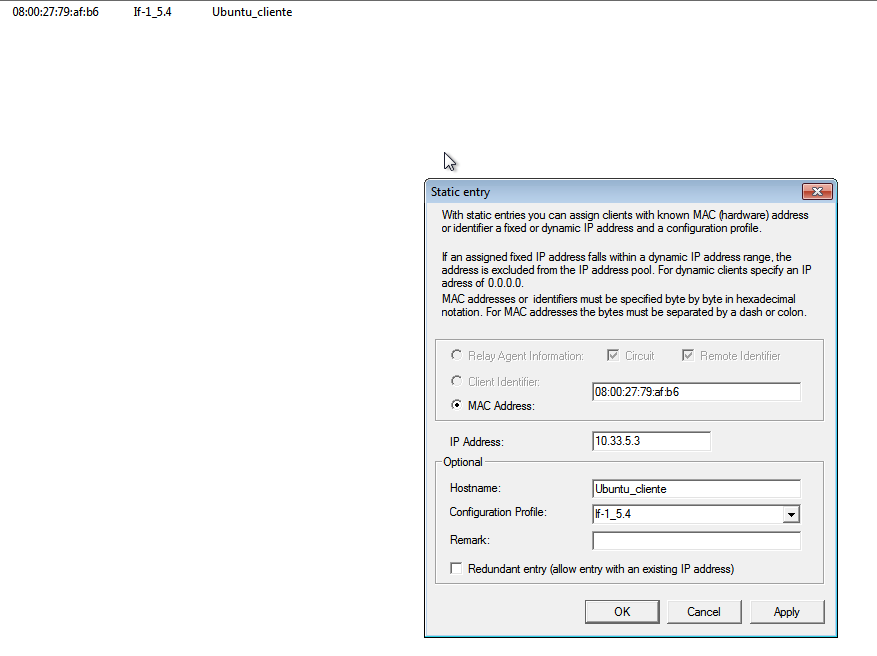 08:00:27:79:af:b6 If-1_5.4 Ubuntu_cliente
Static entry
With static entries you can assign clients with known MAC (hardware) address
or identifier a fixed or dynamic IP address and a configuration profile.
If an assigned fixed IP address falls within a dynamic IP address range, the
address is excluded from the IP address pool. For dynamic clients specify an IP
adress of 0.0.0.0.
MAC addresses or identifiers must be specified byte by byte in hexadecimal
notation. For MAC addresses the bytes must be separated by a dash or colon.
Relay Agent Information: Circuit Remote Identifier
Client Identifier:
08:00:27:79:af:b6
MAC Address:
IP Address: 10.33.5.3
Optional
Hostname: Ubuntu_cliente
Configuration Profile: If-1_5.4
Remark:
Redundant entry (allow entry with an existing IP address)
OK Cancel Apply